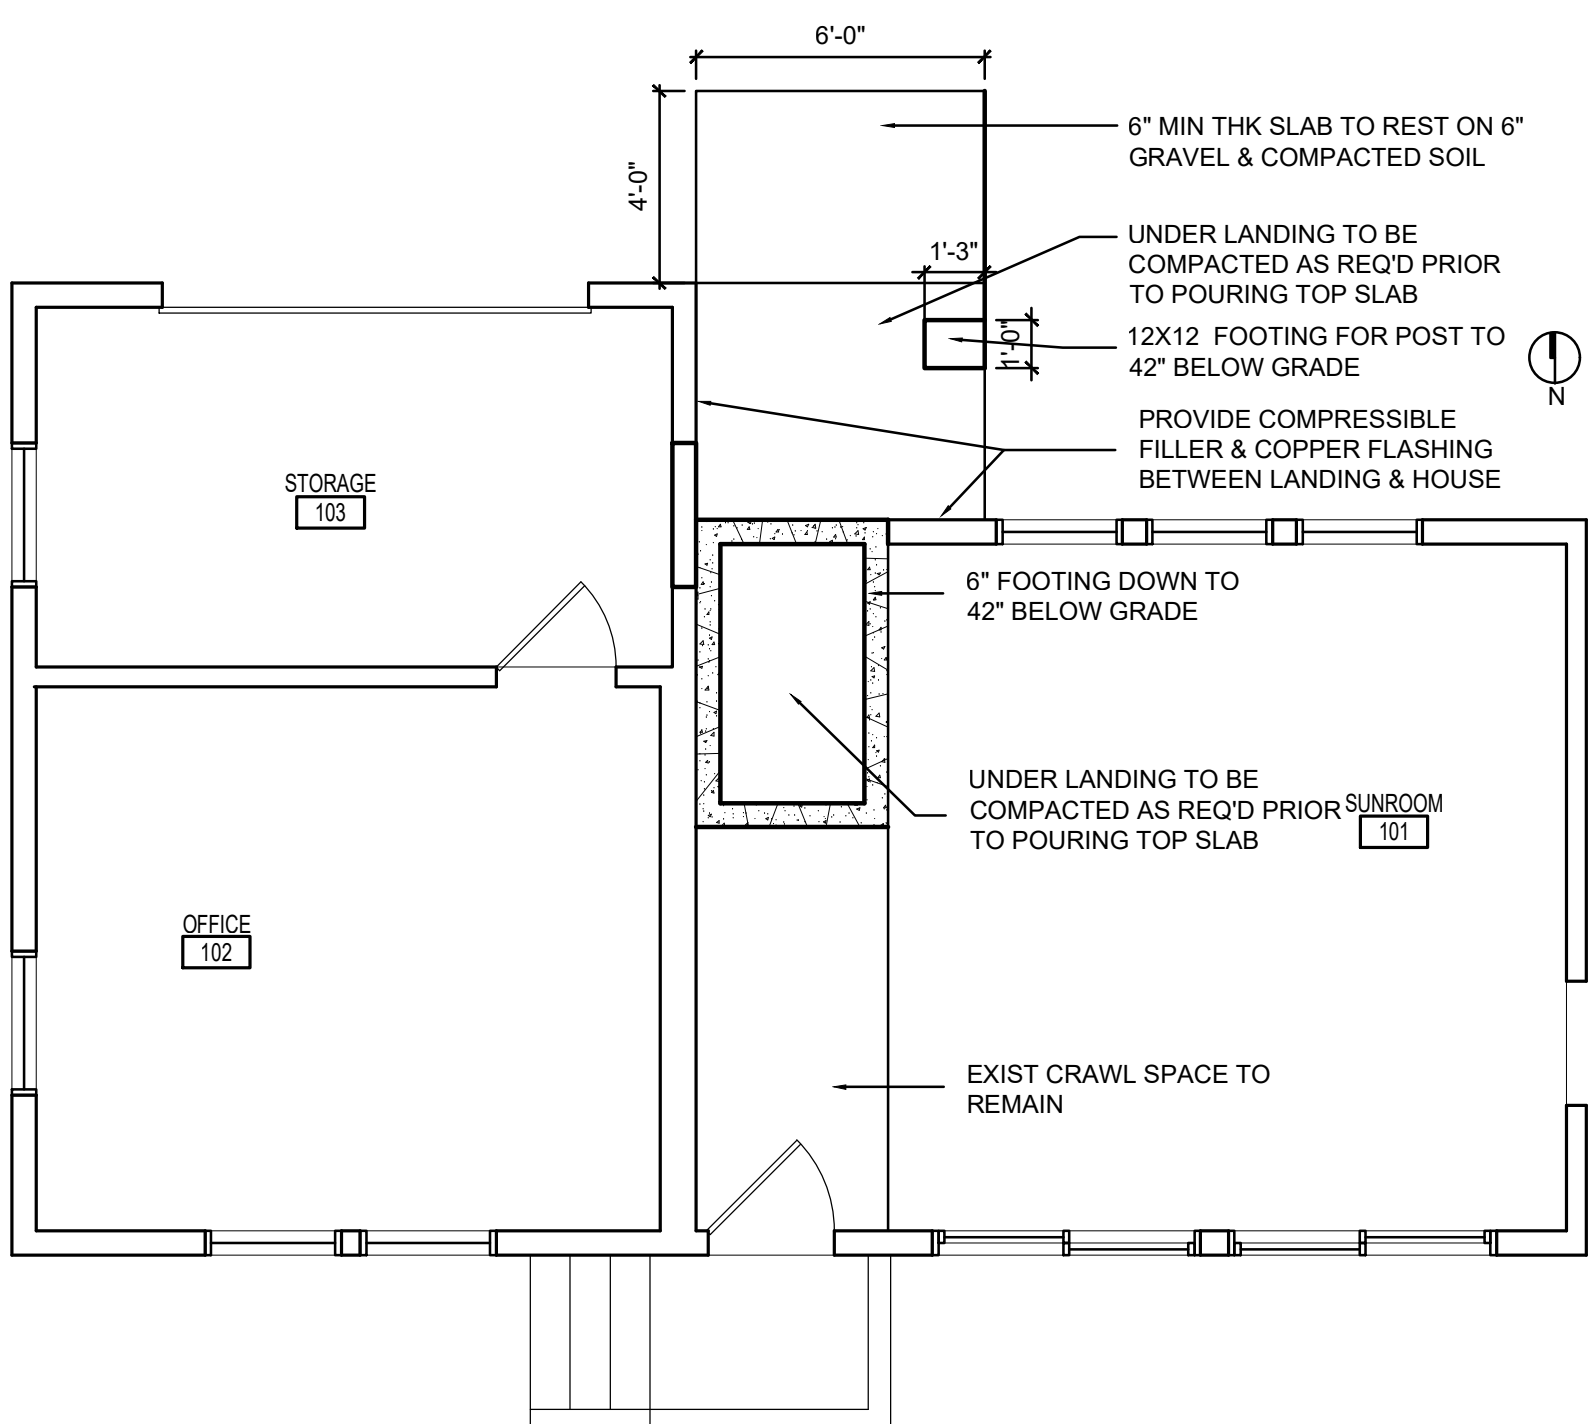 6'-0"
4'-0"
6" MIN THK SLAB TO REST ON 6"
GRAVEL & COMPACTED SOIL
UNDER LANDING TO BE
COMPACTED AS REQ'D PRIOR
TO POURING TOP SLAB
1'-3"
1'-0"
12X12 FOOTING FOR POST TO
42" BELOW GRADE
N
PROVIDE COMPRESSIBLE
FILLER & COPPER FLASHING
BETWEEN LANDING & HOUSE
STORAGE
103
6" FOOTING DOWN TO
42" BELOW GRADE
UNDER LANDING TO BE
COMPACTED AS REQ'D PRIOR
TO POURING TOP SLAB
SUNROOM
101
OFFICE
102
EXIST CRAWL SPACE TO
REMAIN